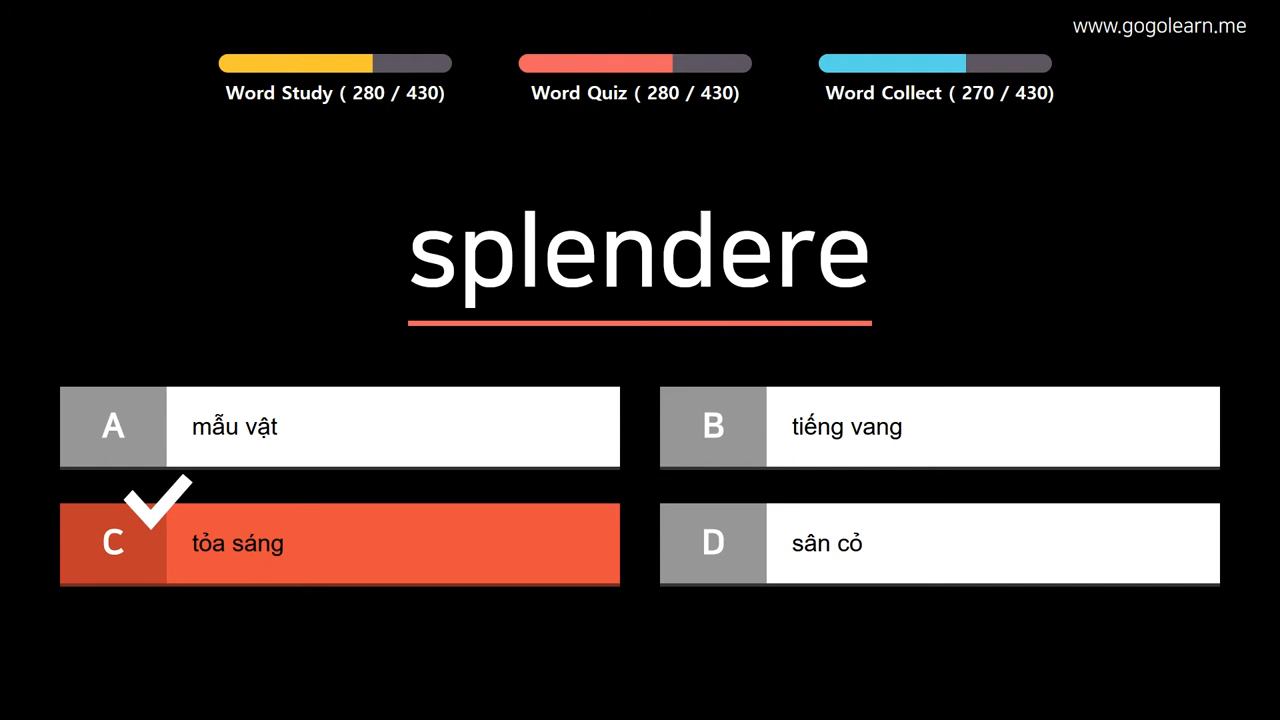 www.gogolearn.me
Word Study ( 280 / 430)
Word Quiz ( 280 / 430)
Word Collect ( 270 / 430)
splendere
A mẫu vật
B tiếng vang
C tỏa sáng
D sân cỏ